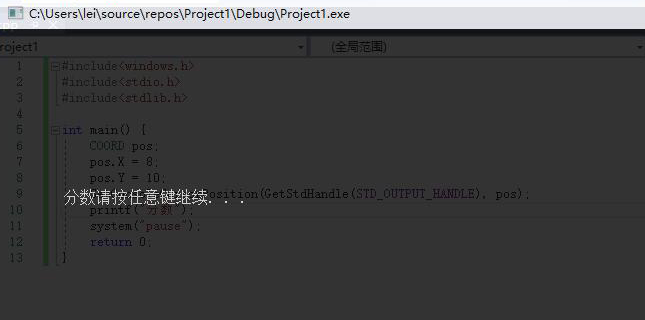 C:\Users\lei\source\repos\Project1\Debug\Project1.exe
roject1 (全局范围)
1 #include<windows.h>
2 #include<stdio.h>
3 #include<stdlib.h>
4
5 int main() {
6 COORD pos;
7 pos.X = 8;
8 pos.Y = 10;
分数请按任意键继续. . .
9 osition(GetStdHandle(STD_OUTPUT_HANDLE), pos);
10 printf("分数");
11 system("pause");
12 return 0;
13 }